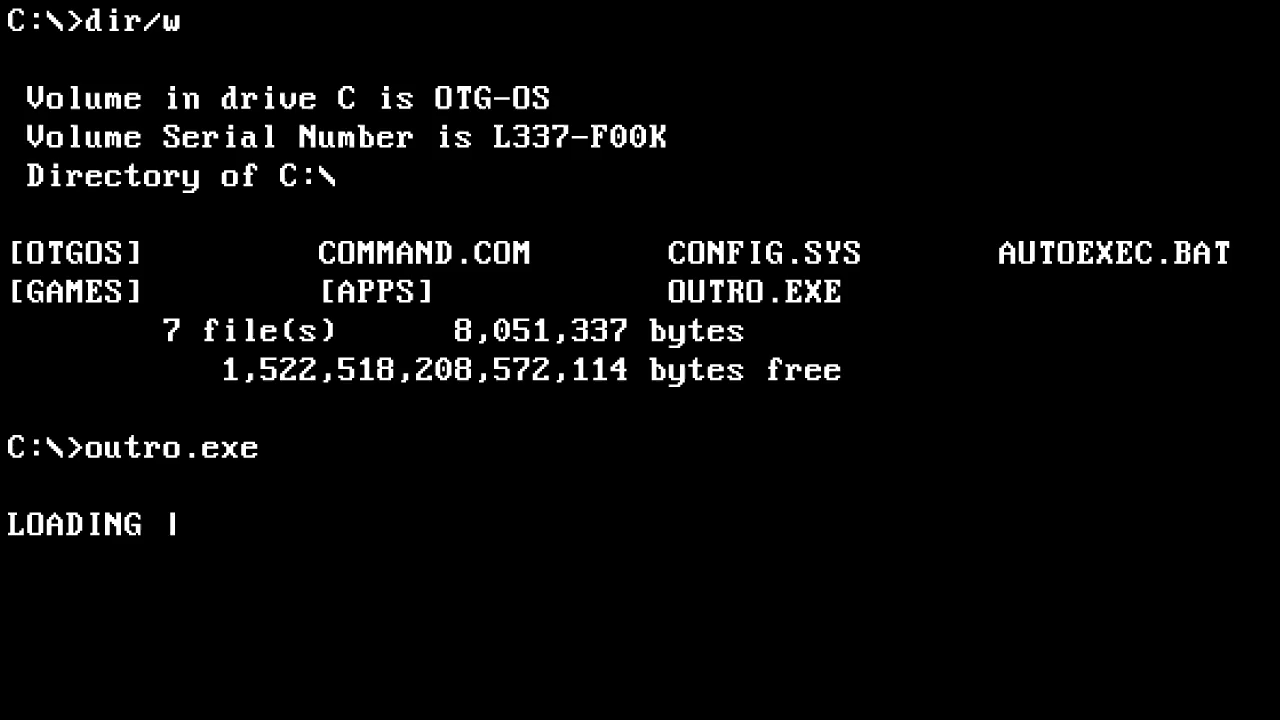 C:\>dir/w
Volume in drive C is OTG-OS
Volume Serial Number is L337-F00K
Directory of C:\
[OTGOS] COMMAND.COM CONFIG.SYS AUTOEXEC.BAT
[GAMES] [APPS] OUTRO.EXE
7 file(s) 8,051,337 bytes
1,522,518,208,572,114 bytes free
C:\>outro.exe
LOADING |